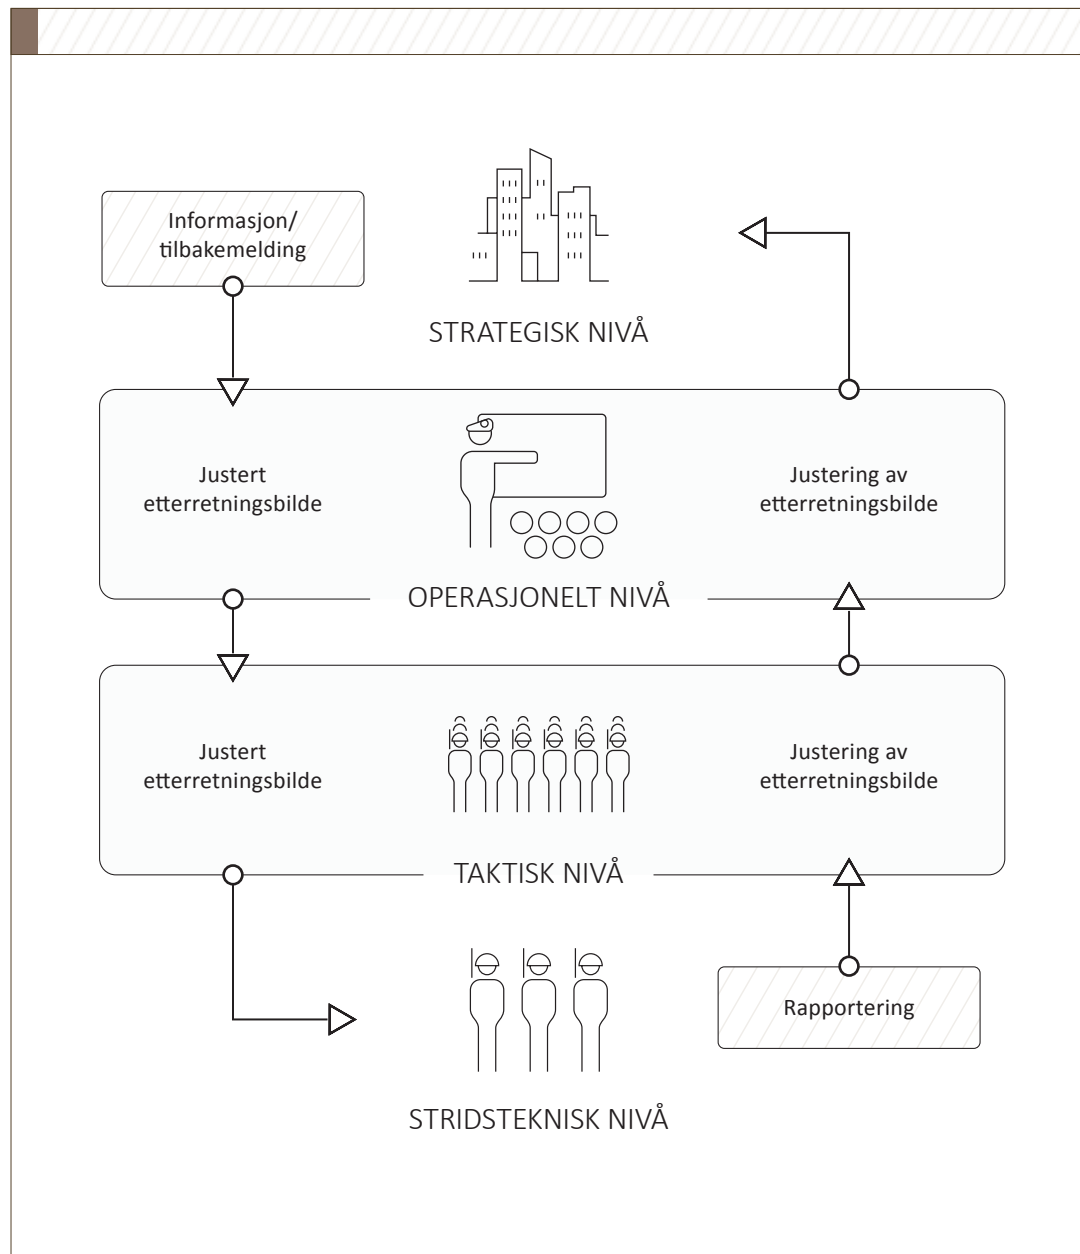 Informasjon/
tilbakemelding
STRATEGISK NIVÅ
Justert
etterretningsbilde
Justering av
etterretningsbilde
OPERASJONELT NIVÅ
Justert
etterretningsbilde
Justering av
etterretningsbilde
TAKTISK NIVÅ
Rapportering
STRIDSTEKNISK NIVÅ